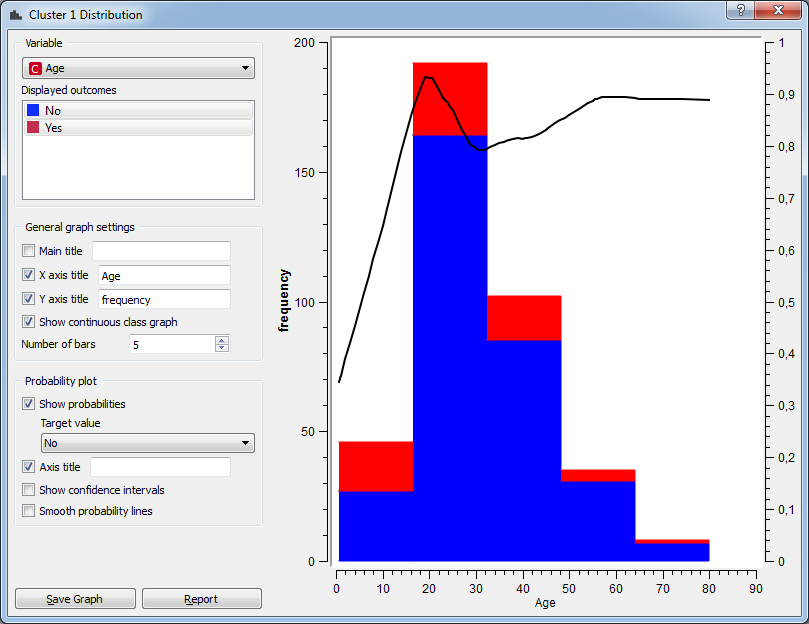 Cluster 1 Distribution
?
Variable
C Age
Displayed outcomes
No
Yes
General graph settings
Main title
X axis title Age
Y axis title frequency
Show continuous class graph
Number of bars 5
Probability plot
Show probabilities
Target value
No
Axis title
Show confidence intervals
Smooth probability lines
Save Graph Report
frequency
200
150
100
50
0
1
0,9
0,8
0,7
0,6
0,5
0,4
0,3
0,2
0,1
0
0 10 20 30 40 50 60 70 80 90
Age